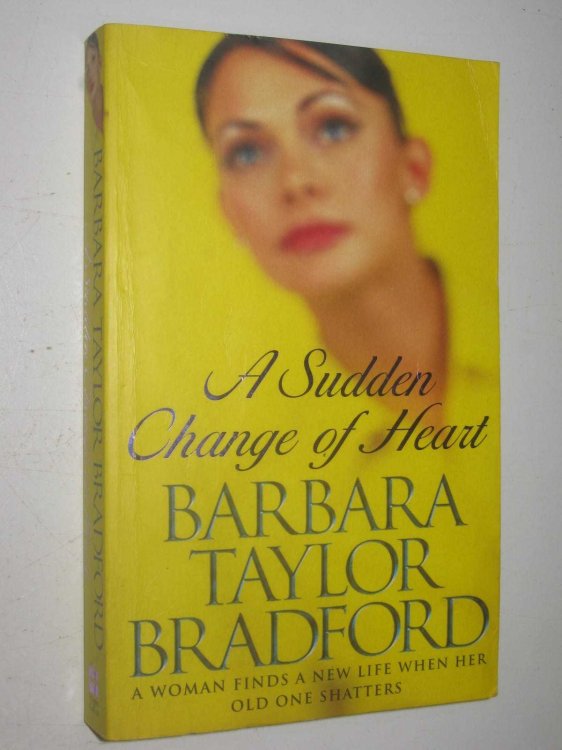 A Sudden
Change of Heart
BARBARA
TAYLOR
BRADFORD
A WOMAN FINDS A NEW LIFE WHEN HER
OLD ONE SHATTERS
BARBARA TAYLOR BRADFORD